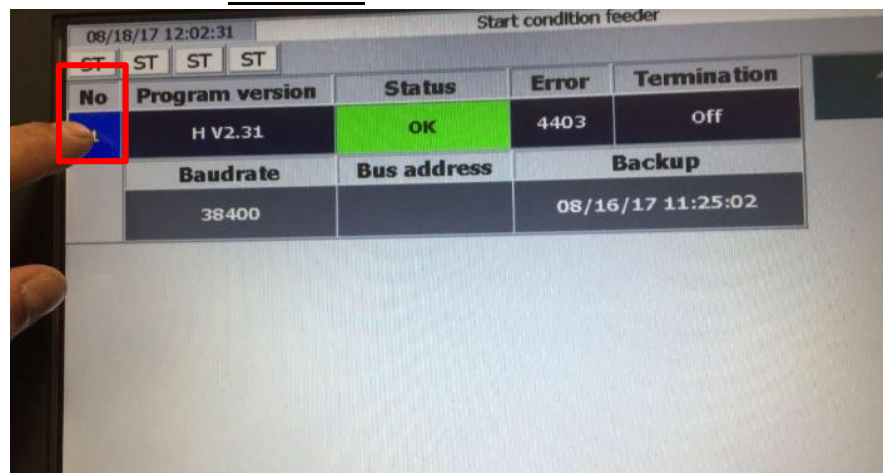 08/18/17 12:02:31 Start condition feeder
ST ST ST ST
No Program version Status Error Termination
1 H V2.31 OK 4403 Off
Baudrate Bus address Backup
38400 08/16/17 11:25:02